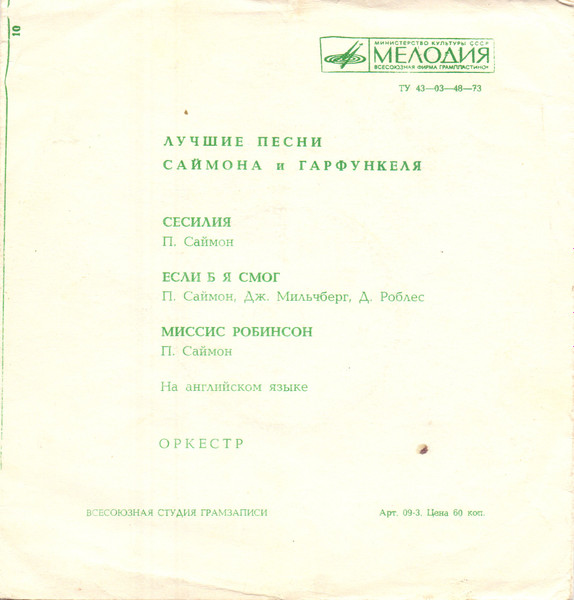 10
МИНИСТЕРСТВО КУЛЬТУРЫ СССР
МЕЛОДИЯ
ВСЕСОЮЗНАЯ ФИРМА ГРАМПЛАСТИНОК
ТУ 43—03—48—73
ЛУЧШИЕ ПЕСНИ
САЙМОНА и ГАРФУНКЕЛЯ
СЕСИЛИЯ
П. Саймон
ЕСЛИ Б Я СМОГ
П. Саймон, Дж. Мильчберг, Д. Роблес
МИССИС РОБИНСОН
П. Саймон
На английском языке
ОРКЕСТР
ВСЕСОЮЗНАЯ СТУДИЯ ГРАМЗАПИСИ
Арт. 09-3. Цена 60 коп.